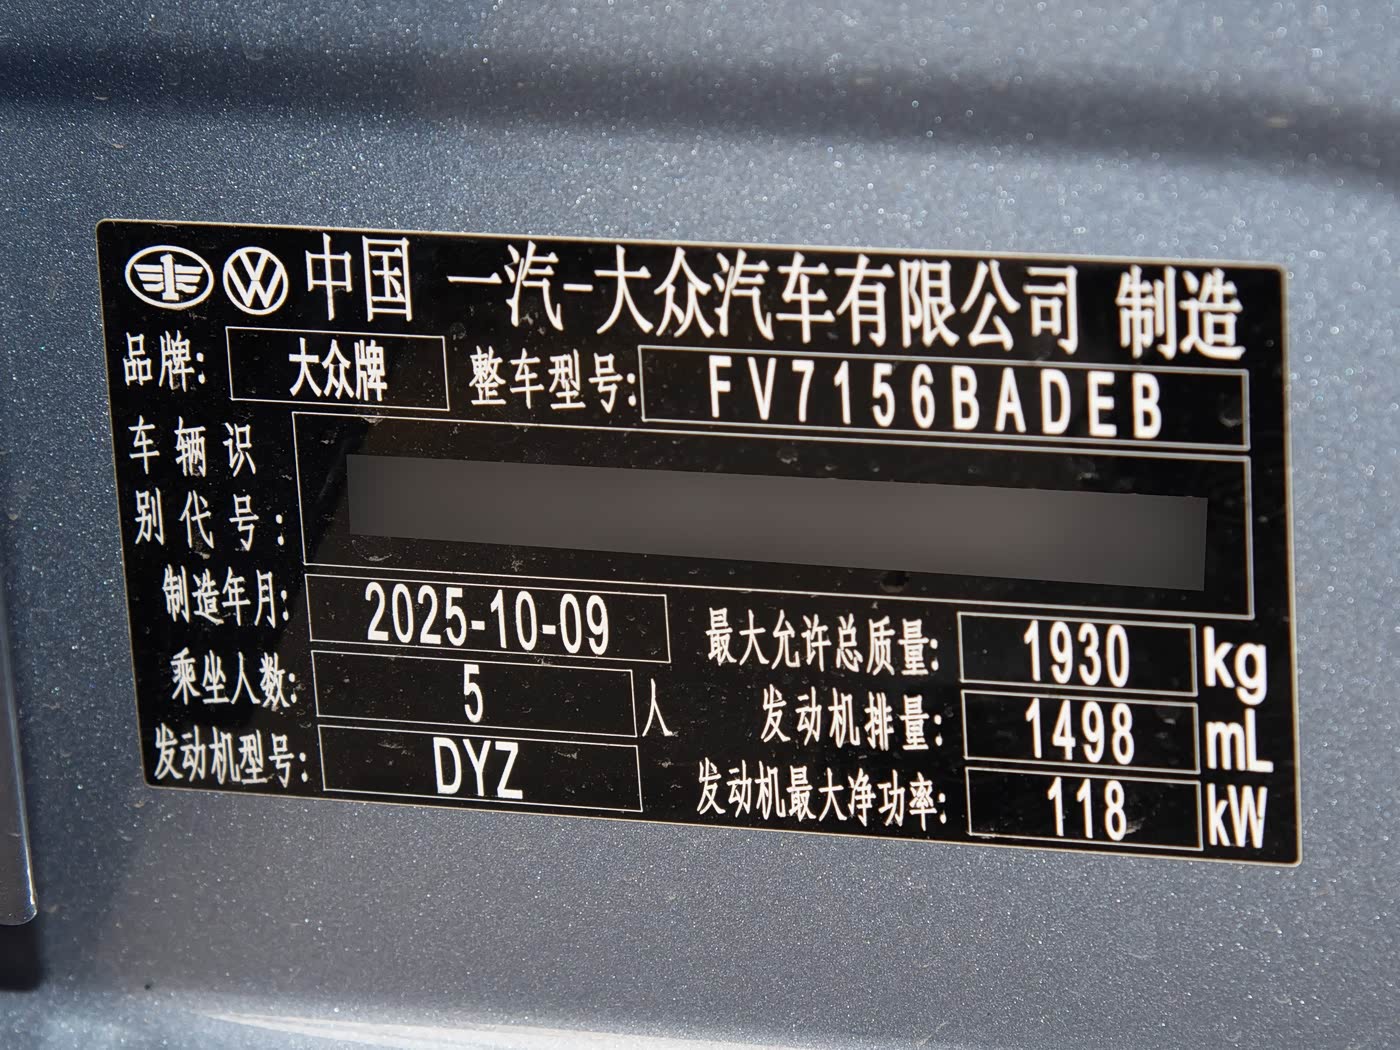 中国 一汽-大众汽车有限公司 制造
品牌: 大众牌 整车型号: FV7156BADEB
车辆识
别代号:
制造年月: 2025-10-09 最大允许总质量: 1930 kg
乘坐人数: 5 人 发动机排量: 1498 mL
发动机型号: DYZ 发动机最大净功率: 118 kW